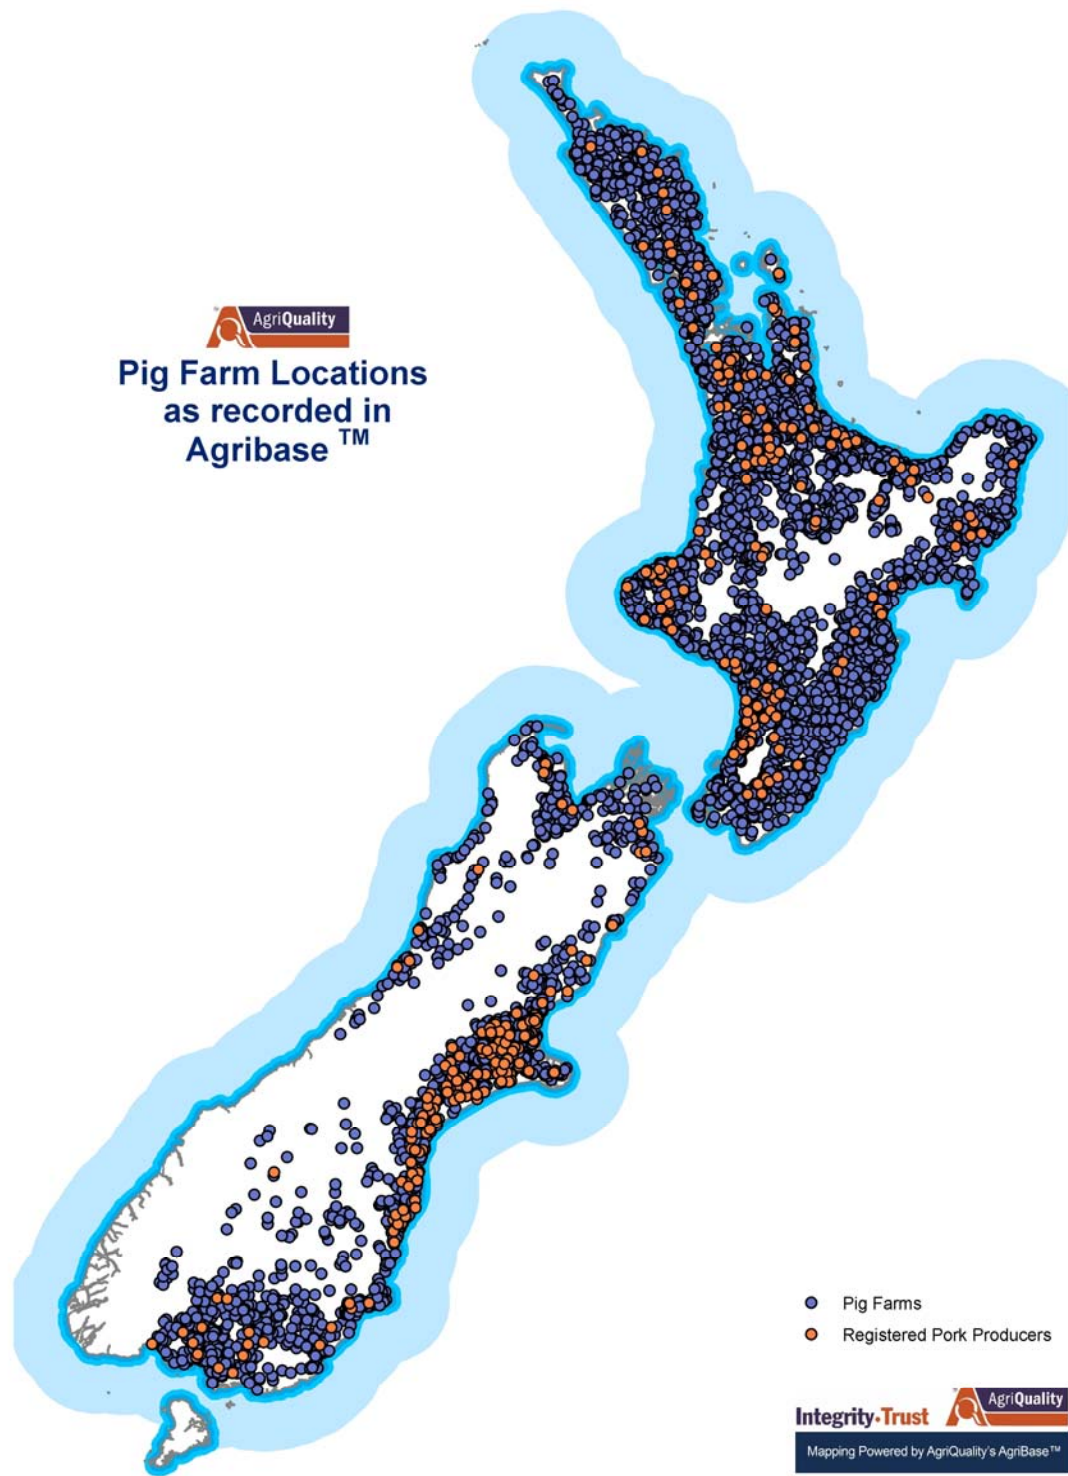 AgriQuality
Pig Farm Locations
as recorded in
Agribase ™
Pig Farms
Registered Pork Producers
Integrity·Trust
AgriQuality
Mapping Powered by AgriQuality's AgriBase™